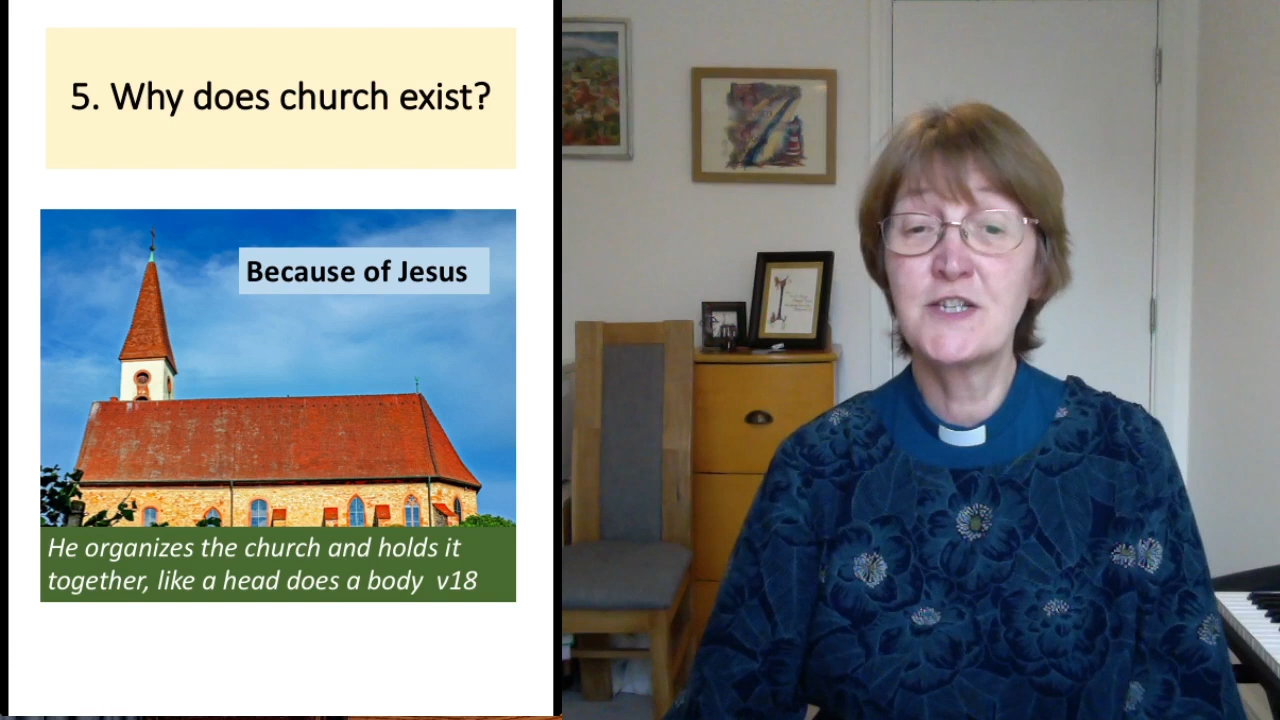 5. Why does church exist?
Because of Jesus
He organizes the church and holds it
together, like a head does a body  v18